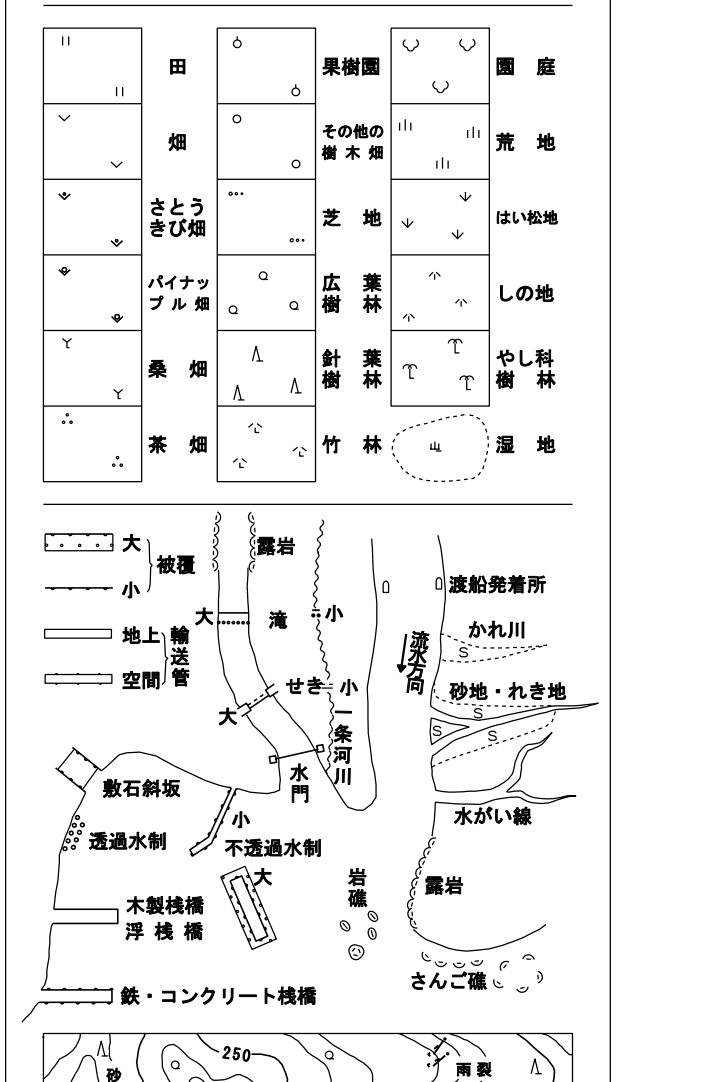 田
果樹園
園庭
畑
その他の
樹木畑
荒地
さとう
きび畑
芝地
はい松地
パイナッ
プル畑
広葉
樹林
しの地
桑畑
針葉
樹林
やし科
樹林
茶畑
竹林
湿地
大
小
被覆
地上
空間
輸送管
露岩
大
滝
小
渡船発着所
かれ川
流水方向
せき
小
大
砂地・れき地
一条河川
水門
水がい線
敷石斜坂
小
不透過水制
透過水制
大
岩礁
露岩
木製桟橋
浮桟橋
さんご礁
鉄・コンクリート桟橋
250
砂
雨裂